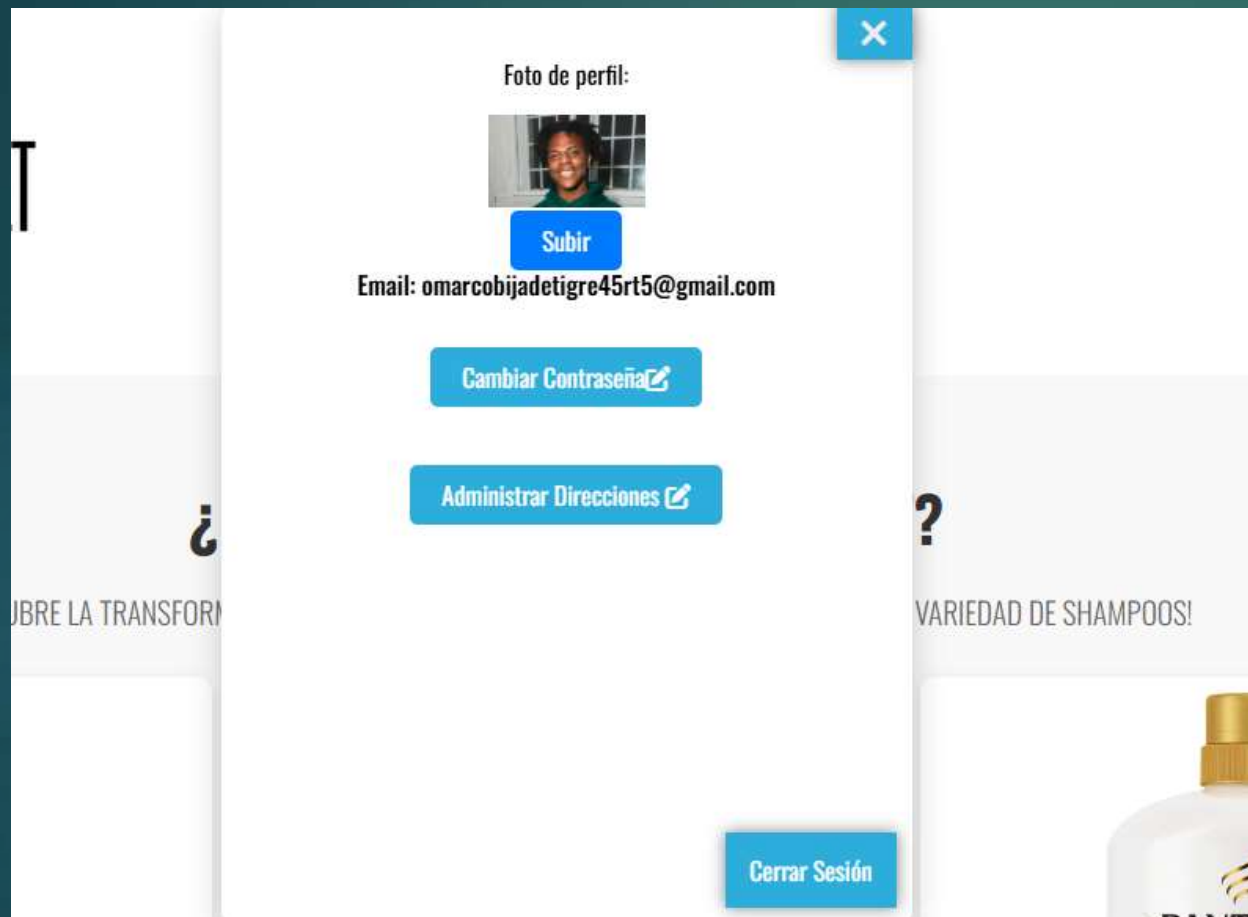 Foto de perfil:
Subir
Email: omarcobijadetigre45rt5@gmail.com
Cambiar Contraseña
Administrar Direcciones
¿ ?
UBRE LA TRANSFORM VARIEDAD DE SHAMPOOS!
Cerrar Sesión